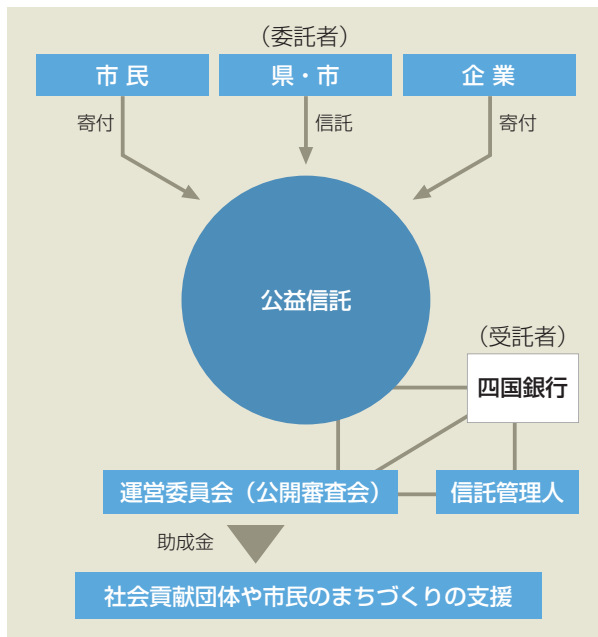 （委託者）
市民
県・市
企業
寄付
信託
寄付
公益信託
（受託者）
四国銀行
運営委員会（公開審査会）
信託管理人
助成金
社会貢献団体や市民のまちづくりの支援